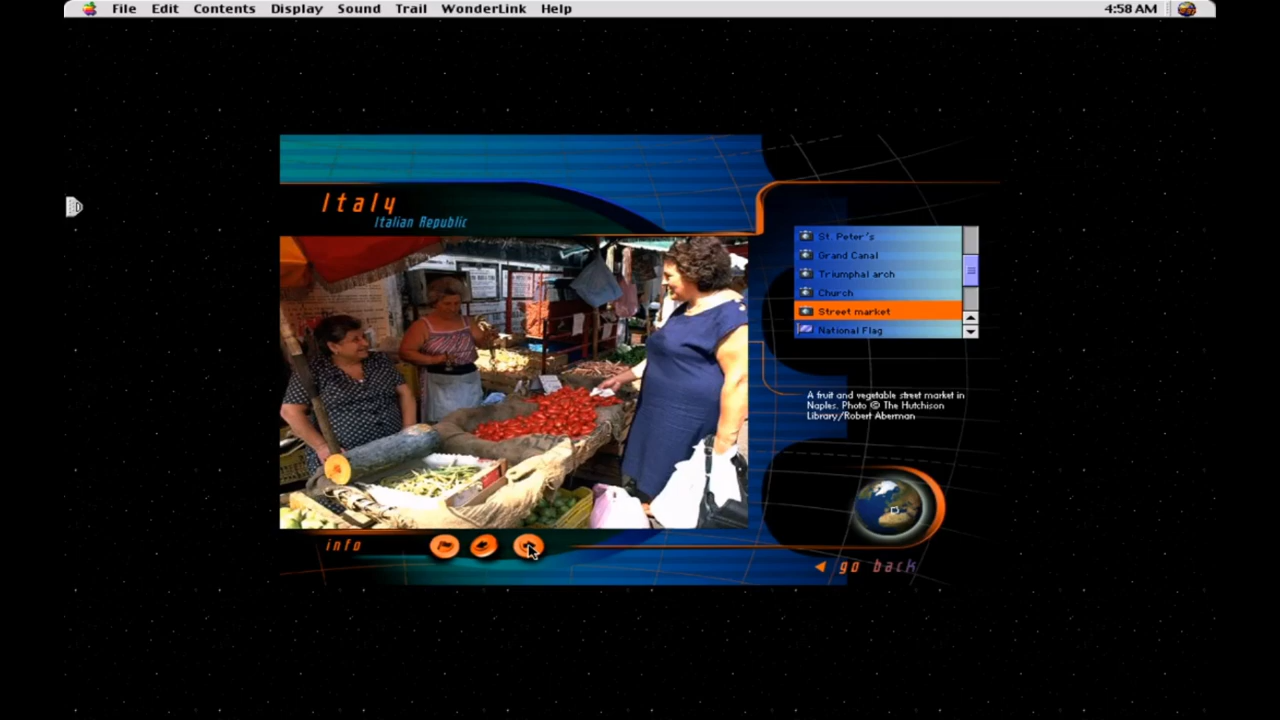 File Edit Contents Display Sound Trail WonderLink Help 4:58 AM
Italy
Italian Republic
St. Peter's
Grand Canal
Triumphal arch
Church
Street market
National Flag
A fruit and vegetable street market in
Naples. Photo © The Hutchison
Library/Robert Aberman
info
go back